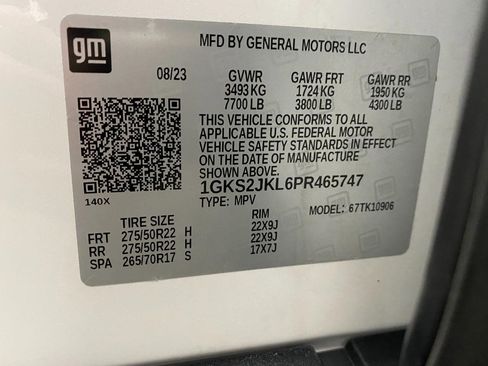 gm
MFD BY GENERAL MOTORS LLC
08/23 GVWR GAWR FRT GAWR RR
3493 KG 1724 KG 1950 KG
7700 LB 3800 LB 4300 LB
THIS VEHICLE CONFORMS TO ALL
APPLICABLE U.S. FEDERAL MOTOR
VEHICLE SAFETY STANDARDS IN EFFECT
ON THE DATE OF MANUFACTURE
SHOWN ABOVE.
1GKS2JKL6PR465747
140X
TYPE: MPV MODEL: 67TK10906
TIRE SIZE RIM
FRT 275/50R22 H 22X9J
RR 275/50R22 H 22X9J
SPA 265/70R17 S 17X7J